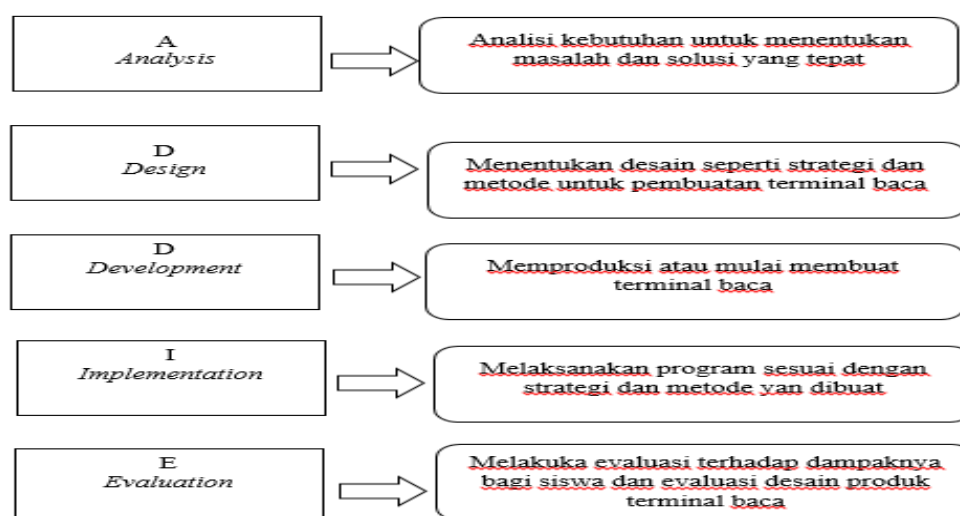 A
Analysis
Analisi kebutuhan untuk menentukan
masalah dan solusi yang tepat
D
Design
Menentukan desain seperti strategi dan
metode untuk pembuatan terminal baca
D
Development
Memproduksi atau mulai membuat
terminal baca
I
Implementation
Melaksanakan program sesuai dengan
strategi dan metode yan dibuat
E
Evaluation
Melakuka evaluasi terhadap dampaknya
bagi siswa dan evaluasi desain produk
terminal baca